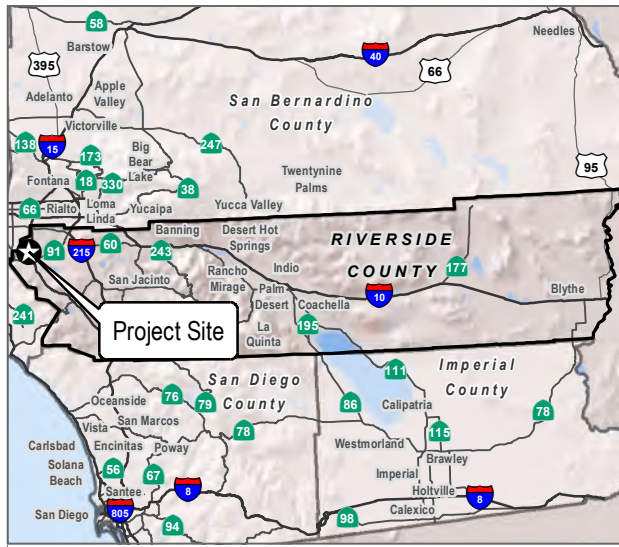 58
Barstow
Needles
395
40
66
Adelanto
Apple
Valley
San Bernardino
County
Victorville
138
15
173
Big
Bear
Lake
247
95
Fontana
18
330
38
Twentynine
Palms
66
Rialto
Loma
Linda
Yucaipa
Yucca Valley
Banning
Desert Hot
Springs
RIVERSIDE
COUNTY
91
215
60
243
Indio
177
San Jacinto
Rancho
Mirage
Palm
Desert
Coachella
10
Blythe
241
Project Site
195
La
Quinta
San Diego
County
Imperial
County
111
Oceanside
76
79
86
Calipatria
78
Vista
San Marcos
78
Carlsbad
Encinitas
Poway
Westmorland
115
Solana
Beach
56
67
Brawley
Imperial
Santee
8
Holtville
8
San Diego
805
94
98
Calexico